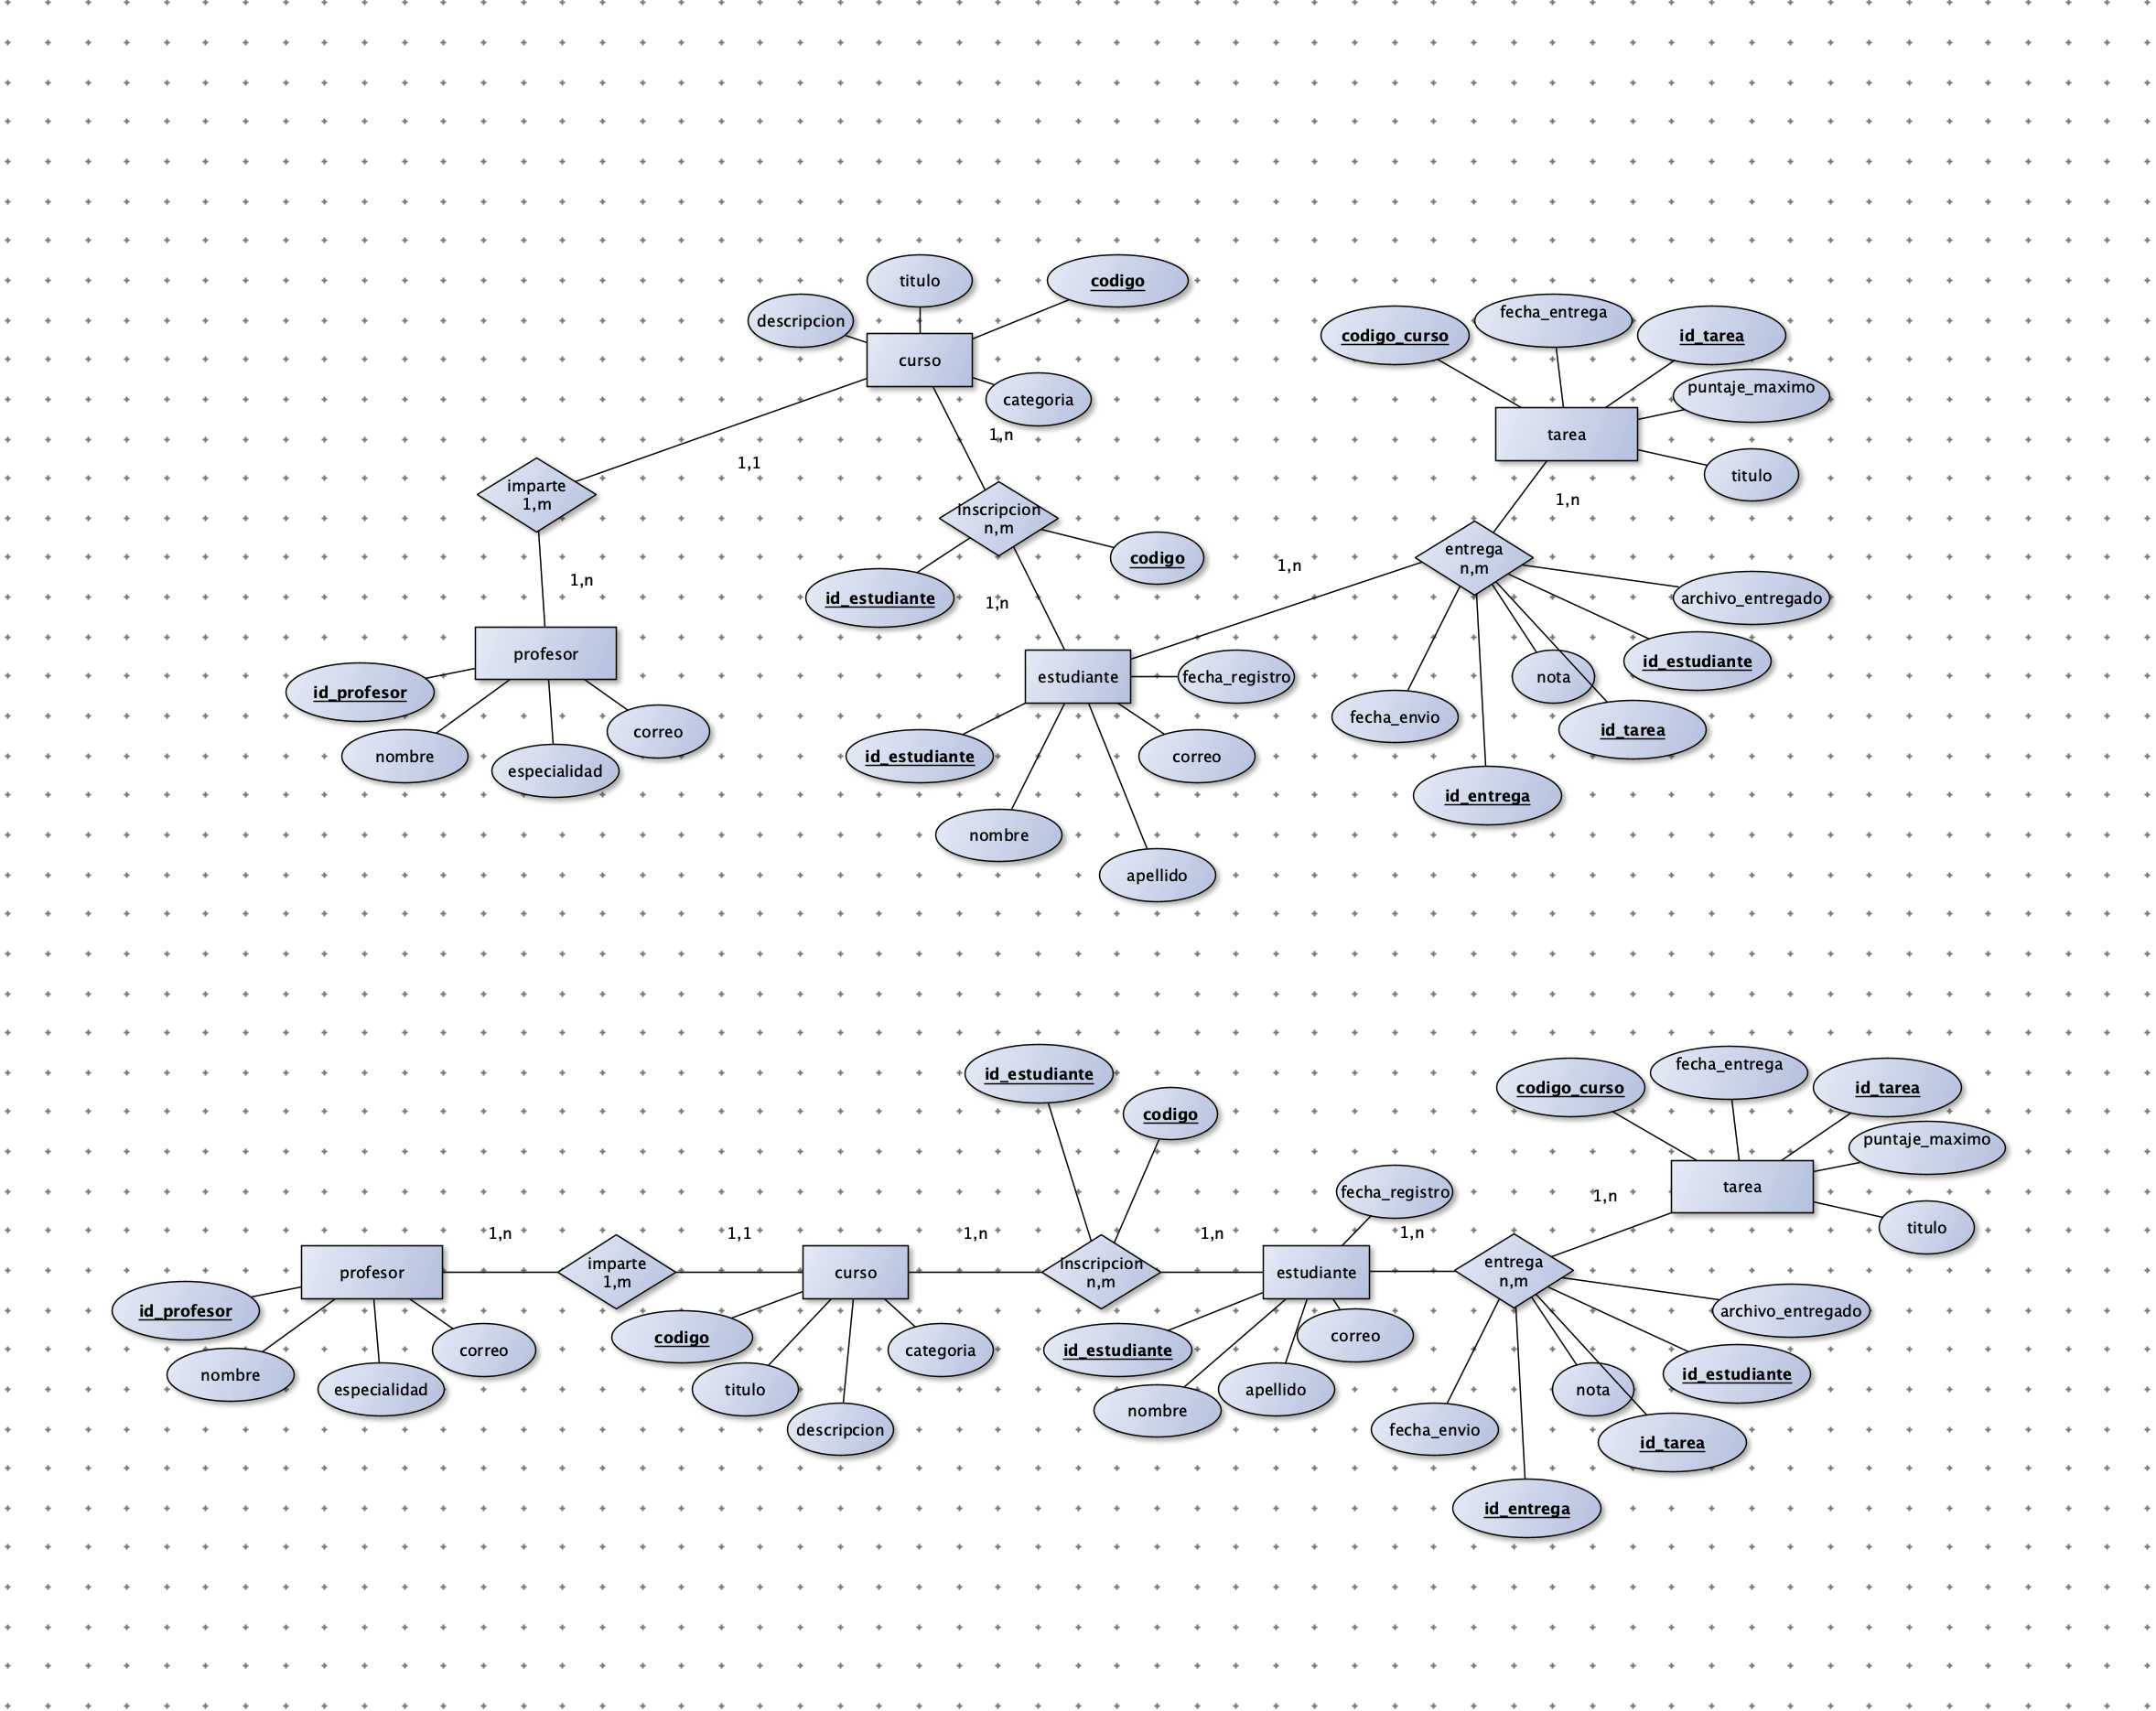 titulo
codigo
descripcion
curso
categoria
1,n
1,1
imparte
1,m
inscripcion
n,m
codigo
id_estudiante
1,n
1,n
profesor
id_profesor
nombre
especialidad
correo
estudiante
fecha_registro
id_estudiante
correo
nombre
apellido
codigo_curso
fecha_entrega
id_tarea
puntaje_maximo
tarea
titulo
1,n
1,n
entrega
n,m
archivo_entregado
id_estudiante
nota
fecha_envio
id_tarea
id_entrega
id_estudiante
codigo
codigo_curso
fecha_entrega
id_tarea
puntaje_maximo
tarea
titulo
fecha_registro
1,n
1,n
1,1
1,n
1,n
1,n
profesor
imparte
1,m
curso
inscripcion
n,m
estudiante
entrega
n,m
id_profesor
nombre
especialidad
correo
codigo
titulo
descripcion
categoria
id_estudiante
nombre
apellido
correo
archivo_entregado
id_estudiante
nota
fecha_envio
id_tarea
id_entrega